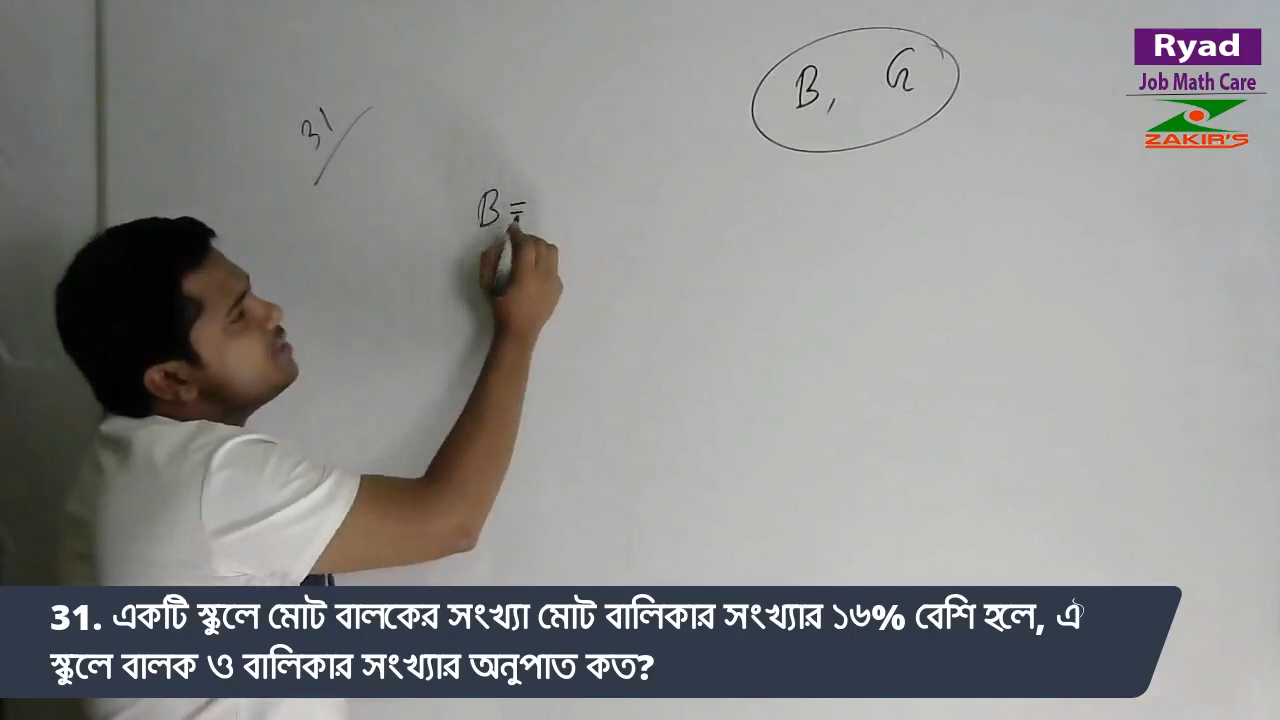 Ryad
Job Math Care
ZAKIR'S
B, G
31
B =
31. একটি স্কুলে মোট বালকের সংখ্যা মোট বালিকার সংখ্যার ১৬% বেশি হলে, ঐ
স্কুলে বালক ও বালিকার সংখ্যার অনুপাত কত?